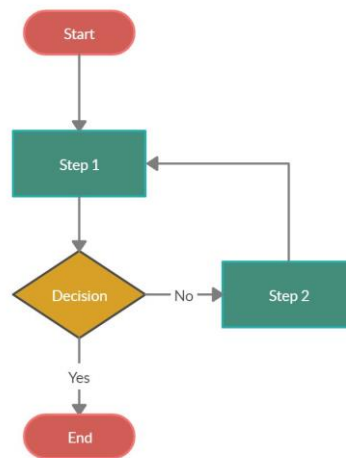 Start
Step 1
Decision
No
Step 2
Yes
End